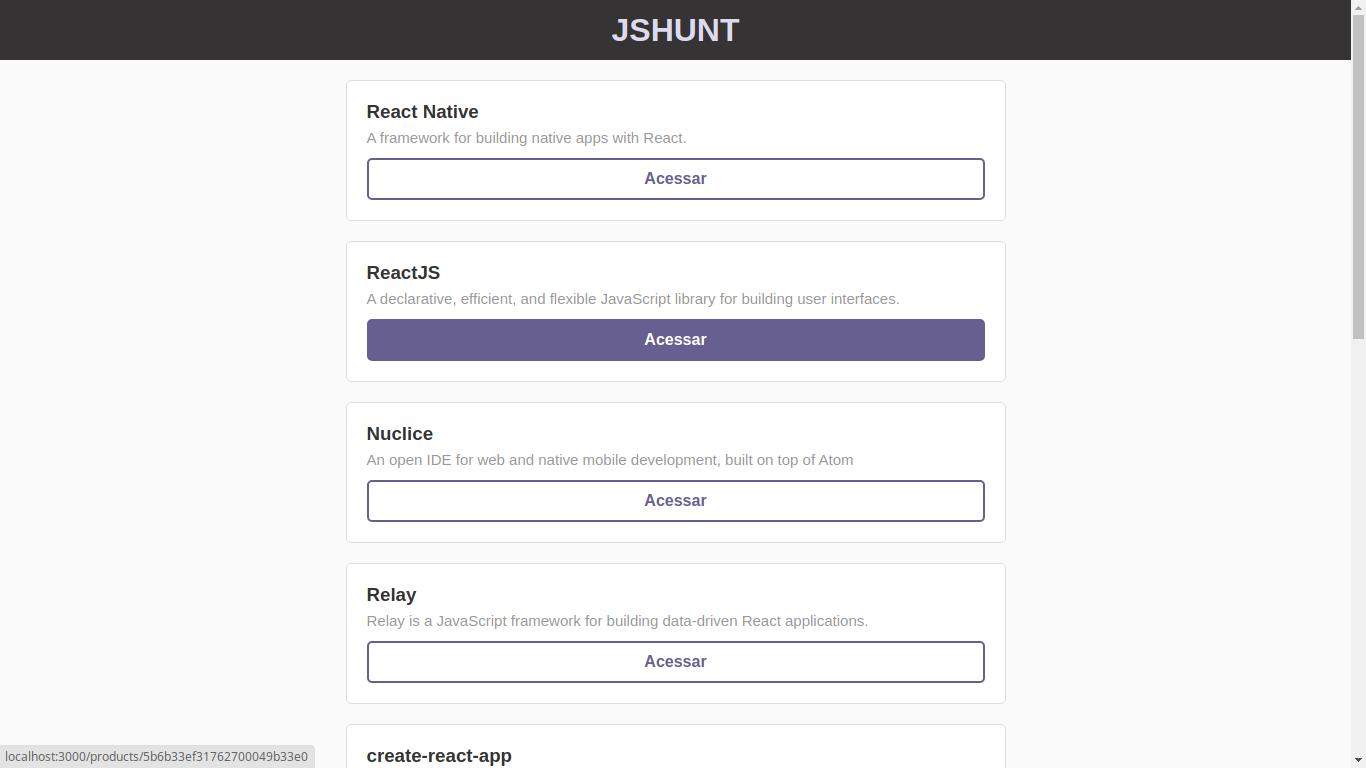 JSHUNT
React Native
A framework for building native apps with React.
Acessar
ReactJS
A declarative, efficient, and flexible JavaScript library for building user interfaces.
Acessar
Nuclice
An open IDE for web and native mobile development, built on top of Atom
Acessar
Relay
Relay is a JavaScript framework for building data-driven React applications.
Acessar
create-react-app
localhost:3000/products/5b6b33ef31762700049b33e0